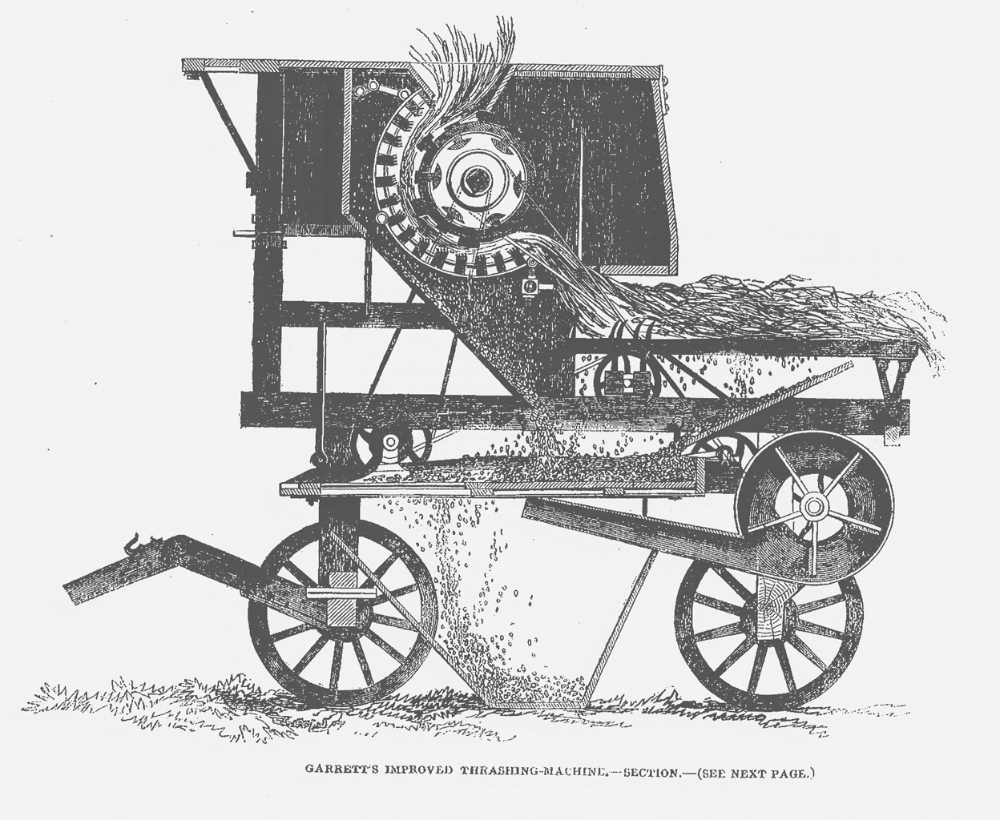 GARRETT'S IMPROVED THRASHING-MACHINE.—SECTION.—(SEE NEXT PAGE.)